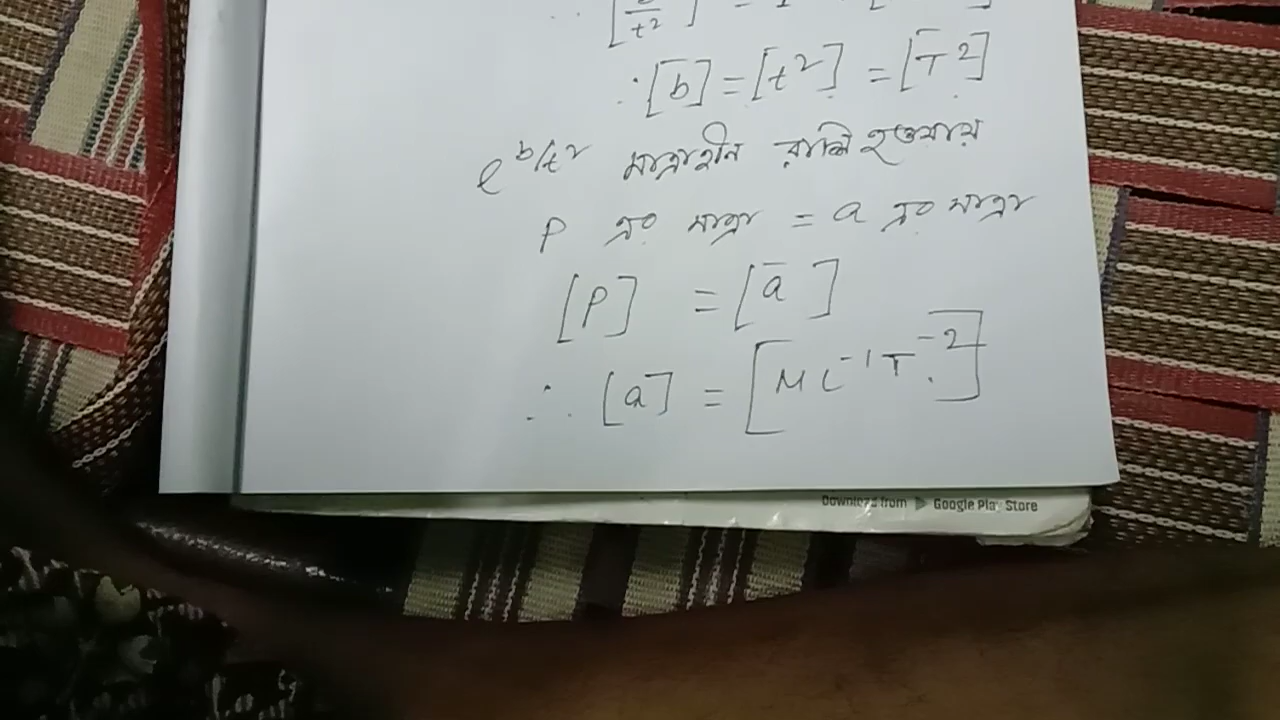 ∴ [b] = [t²] = [T²]
e^b/t² মাত্রাহীন রাশি হওয়ায়
P এর মাত্রা = a এর মাত্রা
[P] = [a]
∴ [a] = [ML⁻¹T⁻²]
Download from Google Play Store